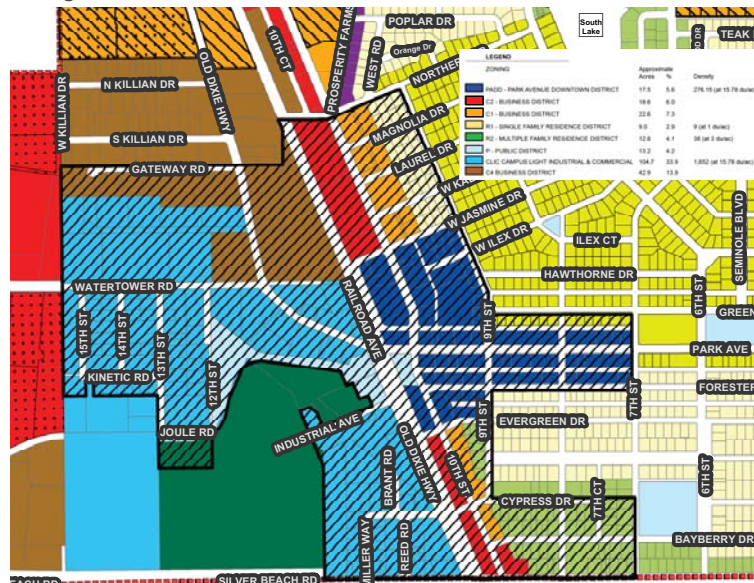 South
Lake
POPLAR DR
TEAK
Orange Dr
10TH CT
PROSPERITY FARMS
WEST RD
NORTHERN
OLD DIXIE HWY
W KILLIAN DR
N KILLIAN DR
S KILLIAN DR
GATEWAY RD
MAGNOLIA DR
LAUREL DR
W KA
W JASMINE DR
W ILEX DR
ILEX CT
HAWTHORNE DR
SEMINOLE BLVD
LEGEND
ZONING Approximate
Acres % Density
PADD - PARK AVENUE DOWNTOWN DISTRICT 17.5 5.6 276.15 (at 15.78 du/ac)
C2 - BUSINESS DISTRICT 18.6 6.0
C1 - BUSINESS DISTRICT 22.6 7.3
R1 - SINGLE FAMILY RESIDENCE DISTRICT 9.0 2.9 9 (at 1 du/ac)
R2 - MULTIPLE FAMILY RESIDENCE DISTRICT 12.8 4.1 38 (at 3 du/ac)
P - PUBLIC DISTRICT 13.2 4.2
CLIC CAMPUS LIGHT INDUSTRIAL & COMMERCIAL 104.7 33.9 1,652 (at 15.78 du/ac)
C4 BUSINESS DISTRICT 42.9 13.9
WATERTOWER RD
RAILROAD AVE
15TH ST
14TH ST
13TH ST
12TH ST
9TH ST
6TH ST
GREEN
PARK AVE
KINETIC RD
FORESTER
7TH ST
JOULE RD
INDUSTRIAL AVE
9TH ST
EVERGREEN DR
OLD DIXIE HWY
10TH ST
BRANT RD
REED RD
MILLER WAY
CYPRESS DR
7TH CT
6TH ST
BAYBERRY DR
SILVER BEACH RD